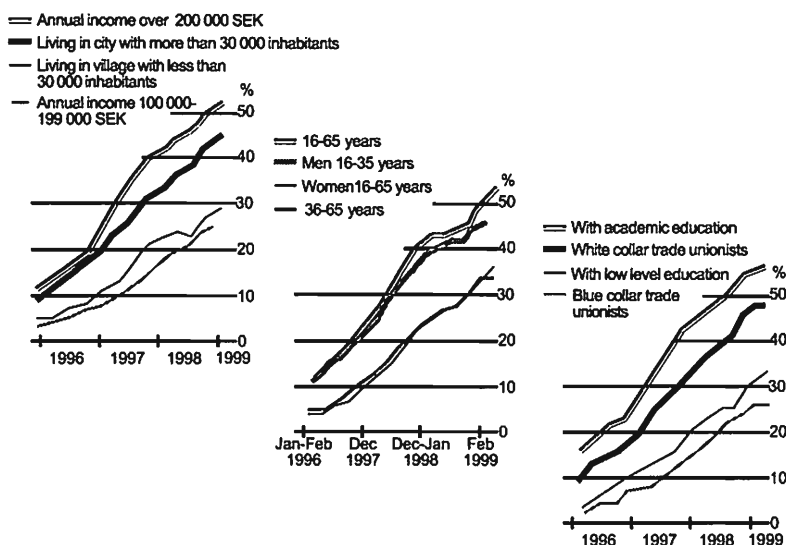 Annual income over 200 000 SEK
Living in city with more than 30 000 inhabitants
Living in village with less than
30 000 inhabitants
Annual income 100 000-
199 000 SEK
%
50
40
30
20
10
0
1996 1997 1998 1999
16-65 years
Men 16-35 years
Women 16-65 years
36-65 years
%
50
40
30
20
10
0
Jan-Feb Dec Dec-Jan Feb
1996 1997 1998 1999
With academic education
White collar trade unionists
With low level education
Blue collar trade
unionists
%
50
40
30
20
10
0
1996 1997 1998 1999